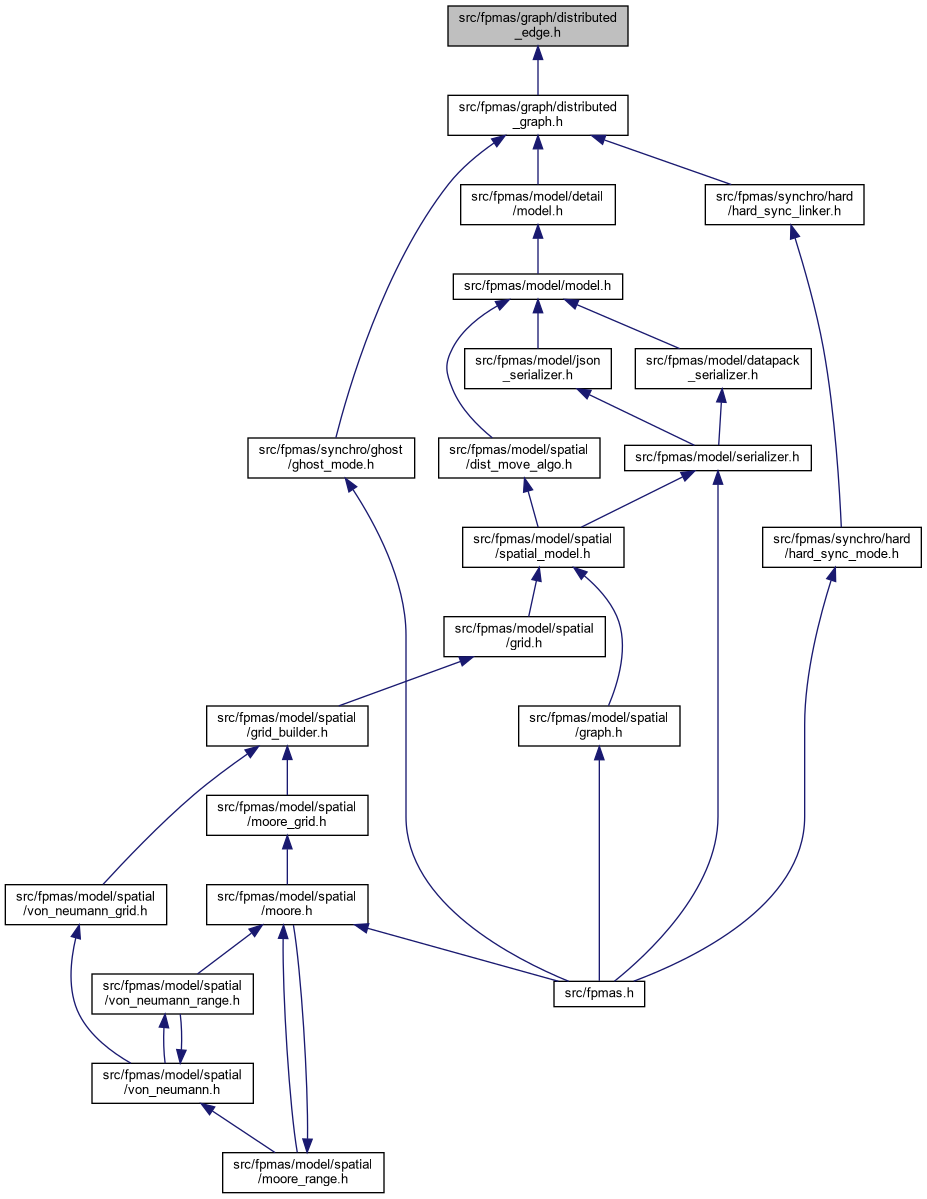 src/fpmas/graph/distributed
_edge.h
src/fpmas/graph/distributed
_graph.h
src/fpmas/model/detail
/model.h
src/fpmas/synchro/hard
/hard_sync_linker.h
src/fpmas/model/model.h
src/fpmas/model/json
_serializer.h
src/fpmas/model/datapack
_serializer.h
src/fpmas/synchro/ghost
/ghost_mode.h
src/fpmas/model/spatial
/dist_move_algo.h
src/fpmas/model/serializer.h
src/fpmas/model/spatial
/spatial_model.h
src/fpmas/synchro/hard
/hard_sync_mode.h
src/fpmas/model/spatial
/grid.h
src/fpmas/model/spatial
/grid_builder.h
src/fpmas/model/spatial
/graph.h
src/fpmas/model/spatial
/moore_grid.h
src/fpmas/model/spatial
/von_neumann_grid.h
src/fpmas/model/spatial
/moore.h
src/fpmas/model/spatial
/von_neumann_range.h
src/fpmas.h
src/fpmas/model/spatial
/von_neumann.h
src/fpmas/model/spatial
/moore_range.h